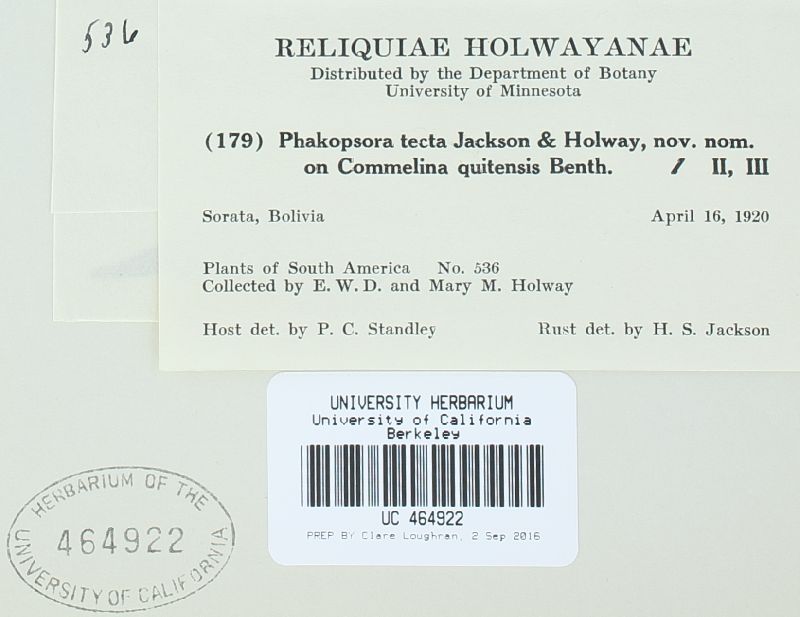 536
RELIQUIAE HOLWAYANAE
Distributed by the Department of Botany
University of Minnesota
(179) Phakopsora tecta Jackson & Holway, nov. nom.
on Commelina quitensis Benth. / II, III
Sorata, Bolivia April 16, 1920
Plants of South America No. 536
Collected by E. W. D. and Mary M. Holway
Host det. by P. C. Standley Rust det. by H. S. Jackson
UNIVERSITY HERBARIUM
University of California
Berkeley
UC 464922
PREP BY Clare Loughran, 2 Sep 2016
HERBARIUM OF THE
464922
UNIVERSITY OF CALIFORNIA